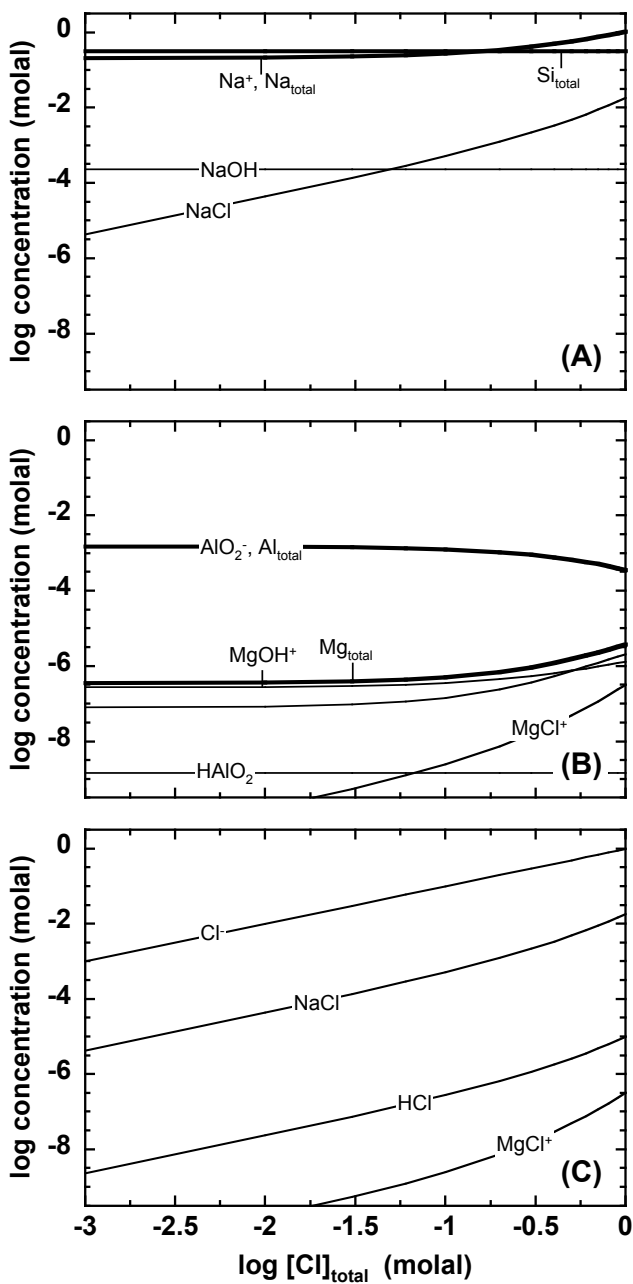 log concentration (molal)
0
-2
-4
-6
-8
Na⁺, Na_total
Si_total
NaOH
NaCl
(A)
log concentration (molal)
0
-2
-4
-6
-8
AlO₂⁻, Al_total
MgOH⁺
Mg_total
MgCl⁺
HAlO₂
(B)
log concentration (molal)
0
-2
-4
-6
-8
Cl⁻
NaCl
HCl
MgCl⁺
(C)
-3 -2.5 -2 -1.5 -1 -0.5 0
log [Cl]_total (molal)